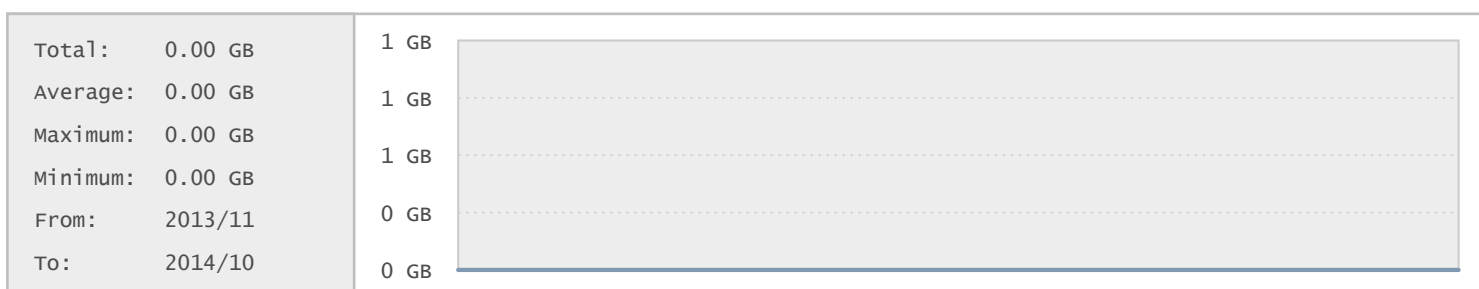 Total: 0.00 GB
Average: 0.00 GB
Maximum: 0.00 GB
Minimum: 0.00 GB
From: 2013/11
To: 2014/10
1 GB
1 GB
1 GB
0 GB
0 GB